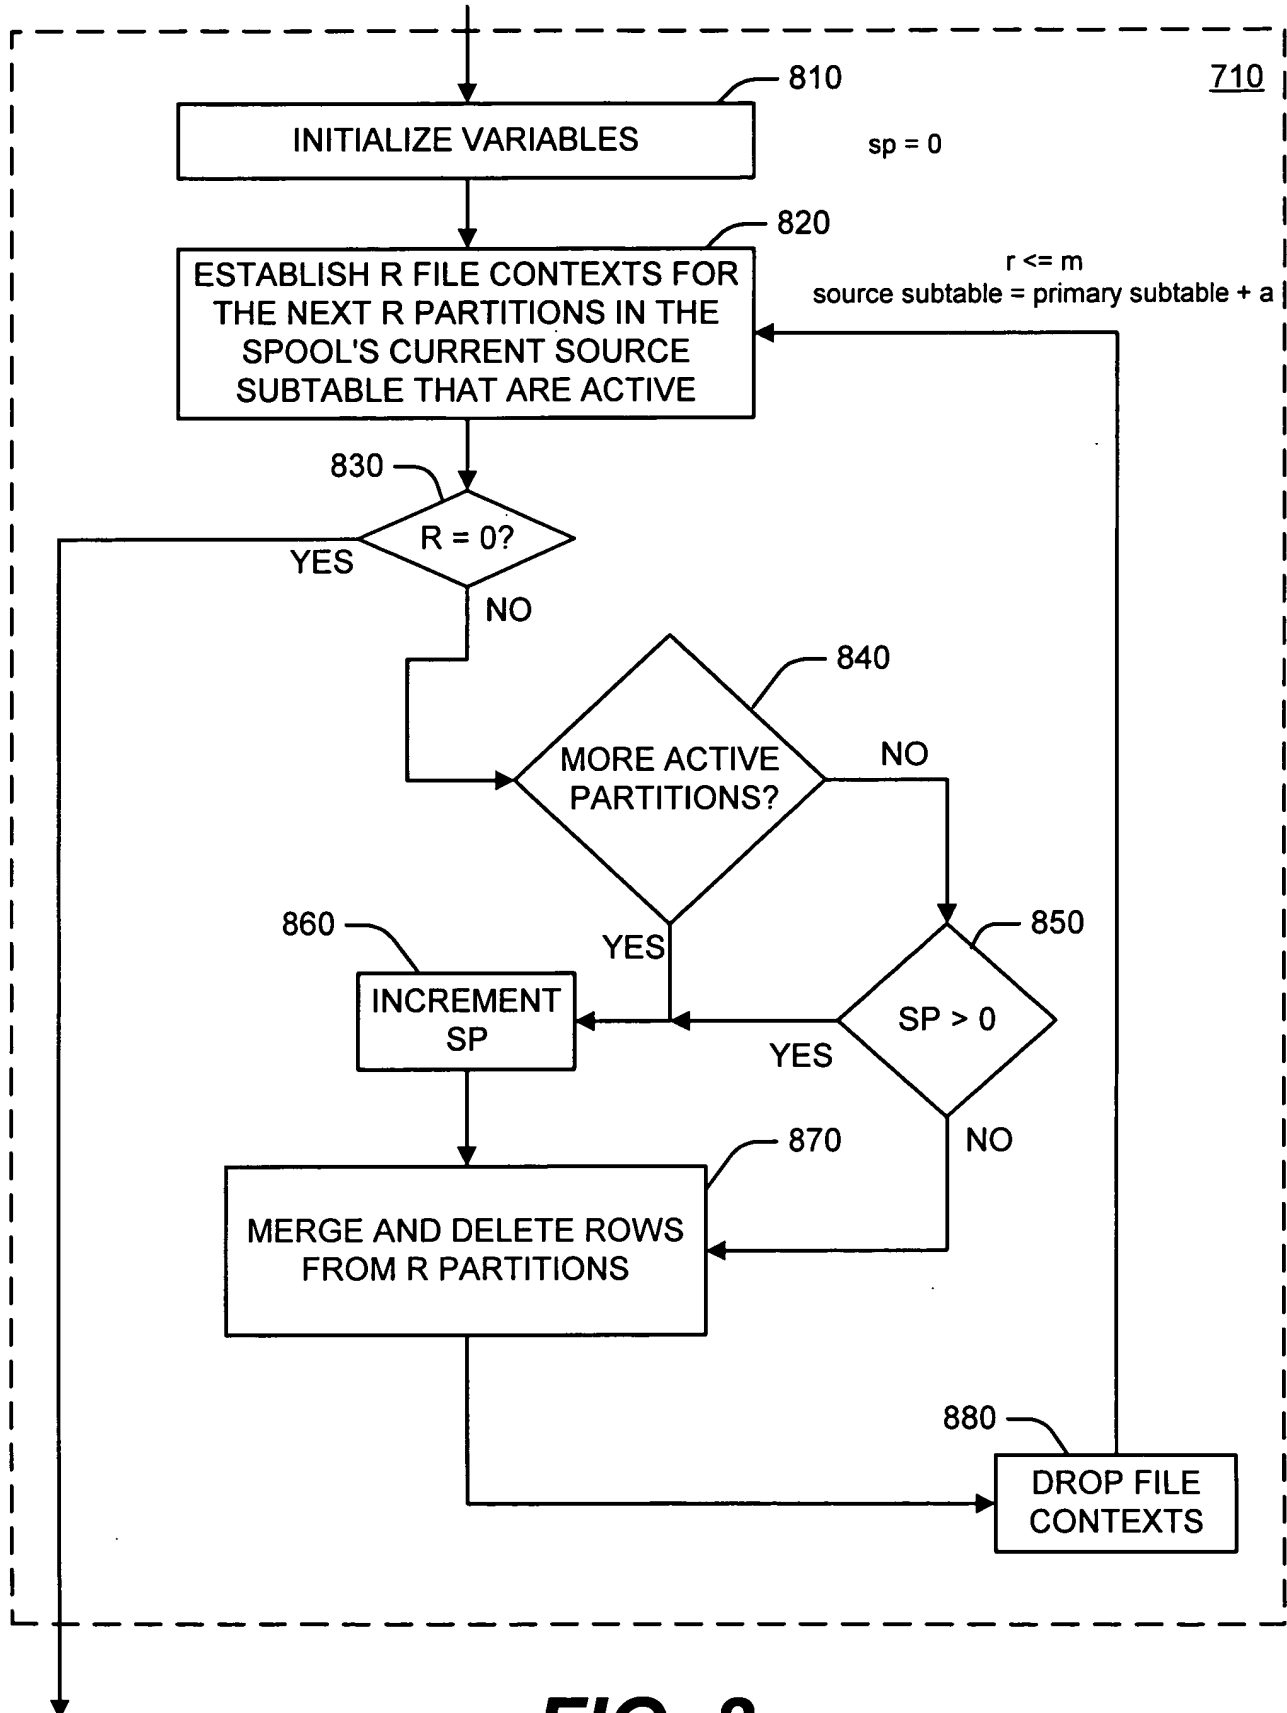 710
810
INITIALIZE VARIABLES
sp = 0
820
ESTABLISH R FILE CONTEXTS FOR
THE NEXT R PARTITIONS IN THE
SPOOL'S CURRENT SOURCE
SUBTABLE THAT ARE ACTIVE
r <= m
source subtable = primary subtable + a
830
R = 0?
YES
NO
840
MORE ACTIVE
PARTITIONS?
NO
YES
850
SP > 0
YES
NO
860
INCREMENT
SP
870
MERGE AND DELETE ROWS
FROM R PARTITIONS
880
DROP FILE
CONTEXTS
FIG. 8